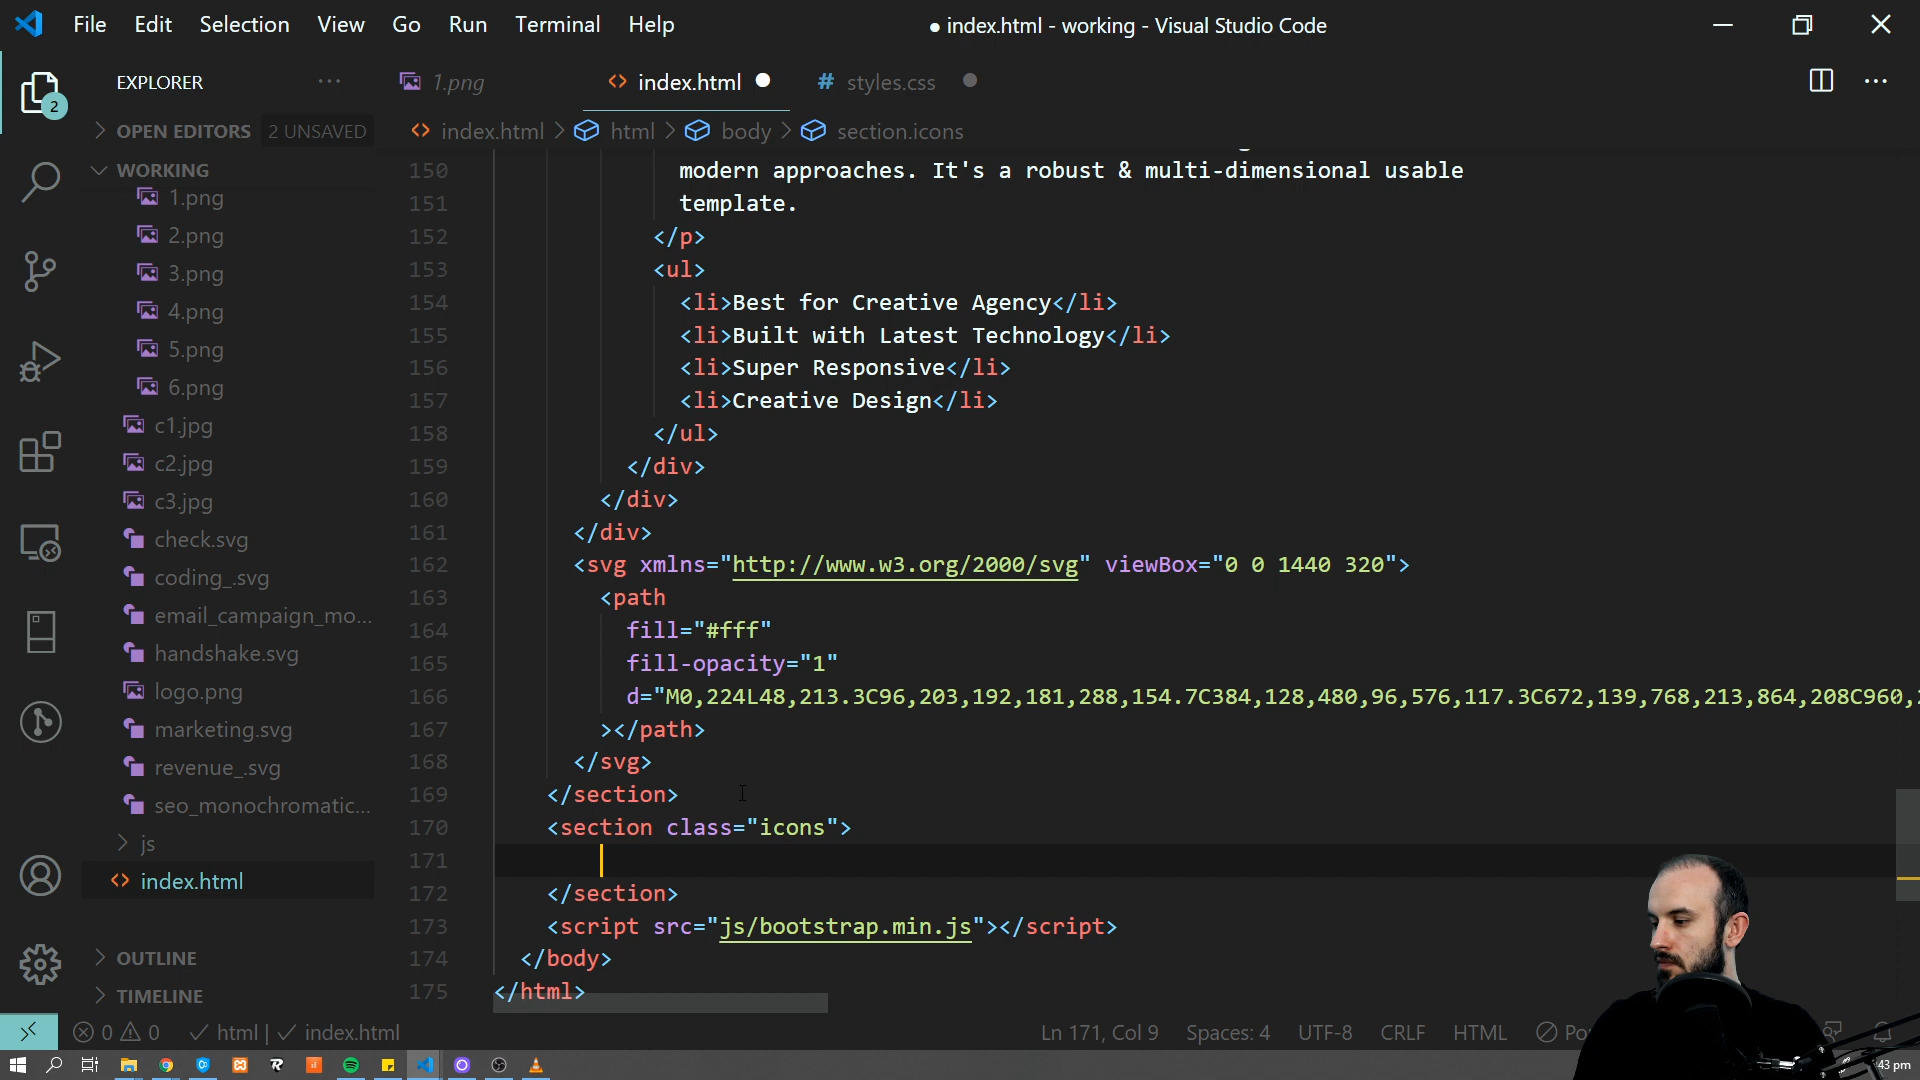 File Edit Selection View Go Run Terminal Help
● index.html - working - Visual Studio Code
EXPLORER ...
1.png
index.html
# styles.css
2
OPEN EDITORS 2 UNSAVED
index.html > html > body > section.icons
WORKING
1.png
2.png
3.png
4.png
5.png
6.png
c1.jpg
c2.jpg
c3.jpg
check.svg
coding_.svg
email_campaign_mo...
handshake.svg
logo.png
marketing.svg
revenue_.svg
seo_monochromatic...
js
index.html
OUTLINE
TIMELINE
150 modern approaches. It's a robust & multi-dimensional usable
151 template.
152 </p>
153 <ul>
154 <li>Best for Creative Agency</li>
155 <li>Built with Latest Technology</li>
156 <li>Super Responsive</li>
157 <li>Creative Design</li>
158 </ul>
159 </div>
160 </div>
161 </div>
162 <svg xmlns="http://www.w3.org/2000/svg" viewBox="0 0 1440 320">
163 <path
164 fill="#fff"
165 fill-opacity="1"
166 d="M0,224L48,213.3C96,203,192,181,288,154.7C384,128,480,96,576,117.3C672,139,768,213,864,208C960,
167 ></path>
168 </svg>
169 </section>
170 <section class="icons">
171
172 </section>
173 <script src="js/bootstrap.min.js"></script>
174 </body>
175 </html>
0 0 ✓ html | ✓ index.html
Ln 171, Col 9 Spaces: 4 UTF-8 CRLF HTML
43 pm